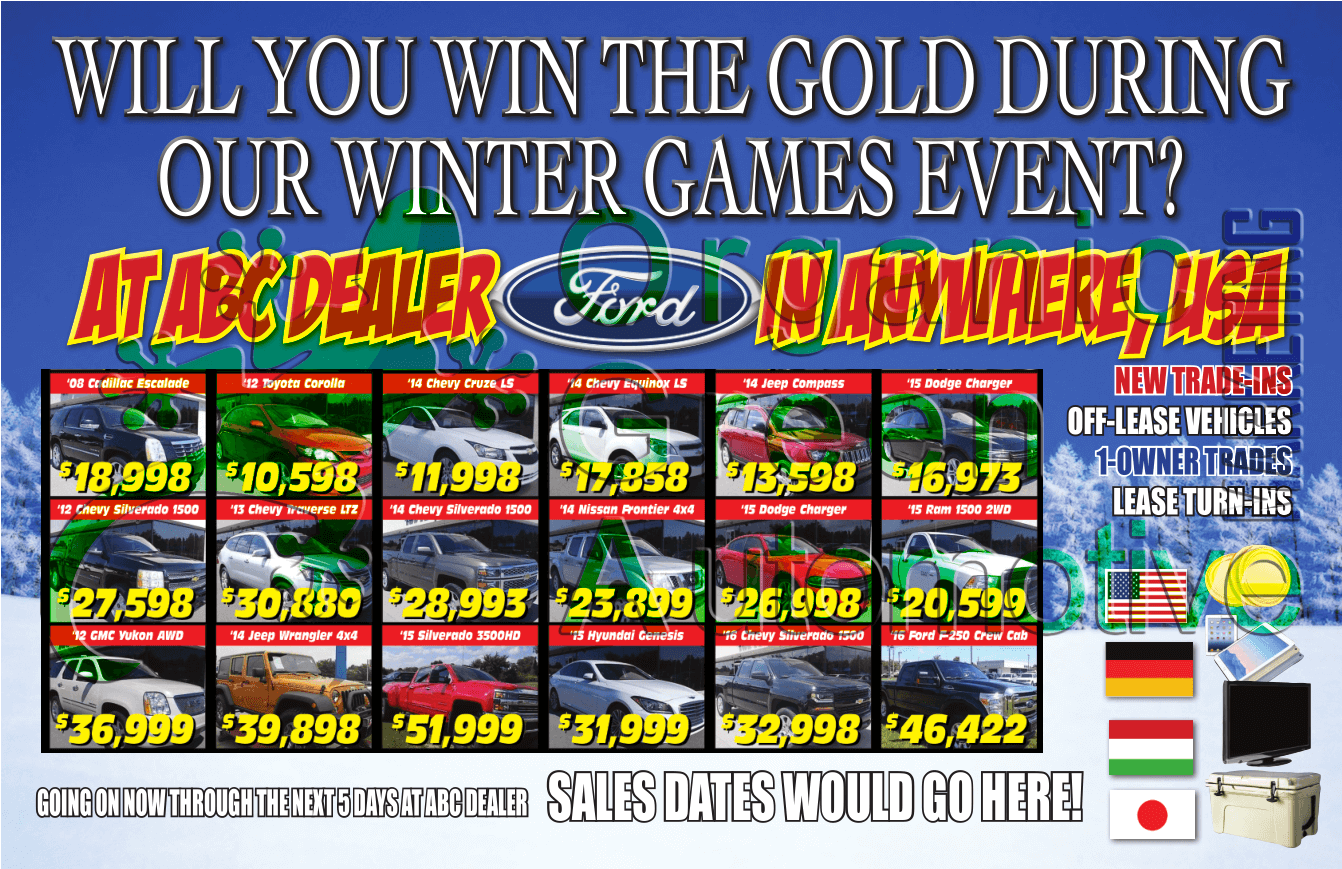 WILL YOU WIN THE GOLD DURING
OUR WINTER GAMES EVENT?
AT ABC DEALER Ford IN ANYWHERE, USA
Organic
Green
Automotive
MARKETING
'08 Cadillac Escalade '12 Toyota Corolla '14 Chevy Cruze LS '14 Chevy Equinox LS '14 Jeep Compass '15 Dodge Charger
$18,998 $10,598 $11,998 $17,858 $13,598 $16,973
'12 Chevy Silverado 1500 '13 Chevy Traverse LTZ '14 Chevy Silverado 1500 '14 Nissan Frontier 4x4 '15 Dodge Charger '15 Ram 1500 2WD
$27,598 $30,880 $28,993 $23,899 $26,998 $20,599
'12 GMC Yukon AWD '14 Jeep Wrangler 4x4 '15 Silverado 3500HD '15 Hyundai Genesis '16 Chevy Silverado 1500 '16 Ford F-250 Crew Cab
$36,999 $39,898 $51,999 $31,999 $32,998 $46,422
NEW TRADE-INS
OFF-LEASE VEHICLES
1-OWNER TRADES
LEASE TURN-INS
GOING ON NOW THROUGH THE NEXT 5 DAYS AT ABC DEALER
SALES DATES WOULD GO HERE!